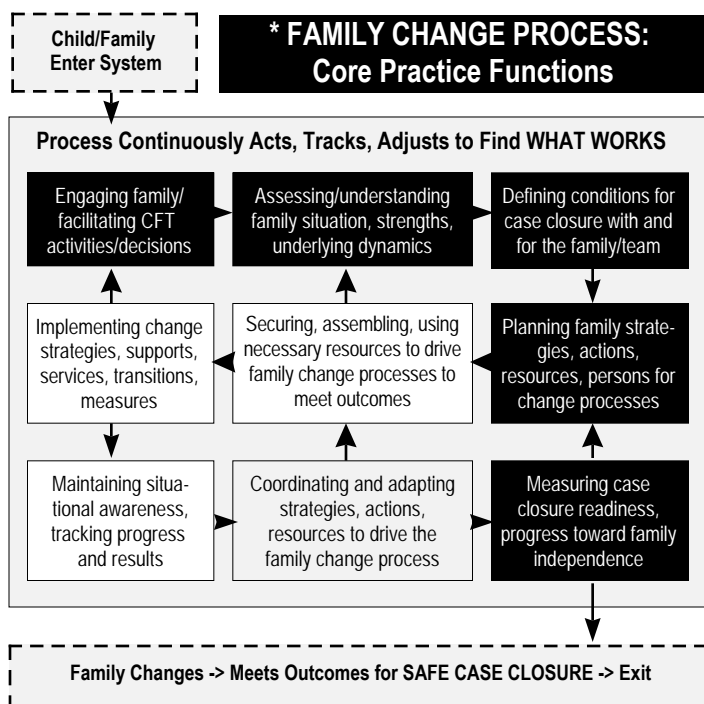 Child/Family
Enter System
* FAMILY CHANGE PROCESS:
Core Practice Functions
Process Continuously Acts, Tracks, Adjusts to Find WHAT WORKS
Engaging family/
facilitating CFT
activities/decisions
Assessing/understanding
family situation, strengths,
underlying dynamics
Defining conditions for
case closure with and
for the family/team
Implementing change
strategies, supports,
services, transitions,
measures
Securing, assembling, using
necessary resources to drive
family change processes to
meet outcomes
Planning family strate-
gies, actions,
resources, persons for
change processes
Maintaining situa-
tional awareness,
tracking progress
and results
Coordinating and adapting
strategies, actions,
resources to drive the
family change process
Measuring case
closure readiness,
progress toward family
independence
Family Changes -> Meets Outcomes for SAFE CASE CLOSURE -> Exit